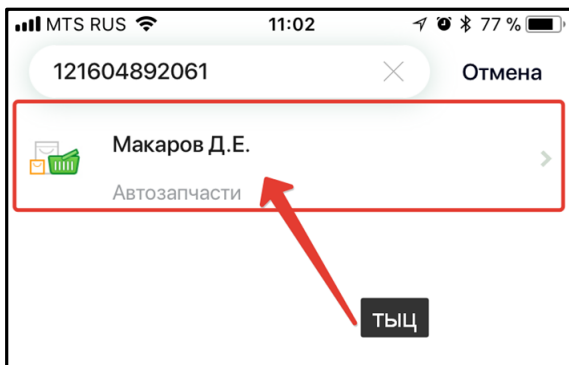 MTS RUS 11:02 77 %
121604892061 Отмена
Макаров Д.Е.
Автозапчасти
тыц